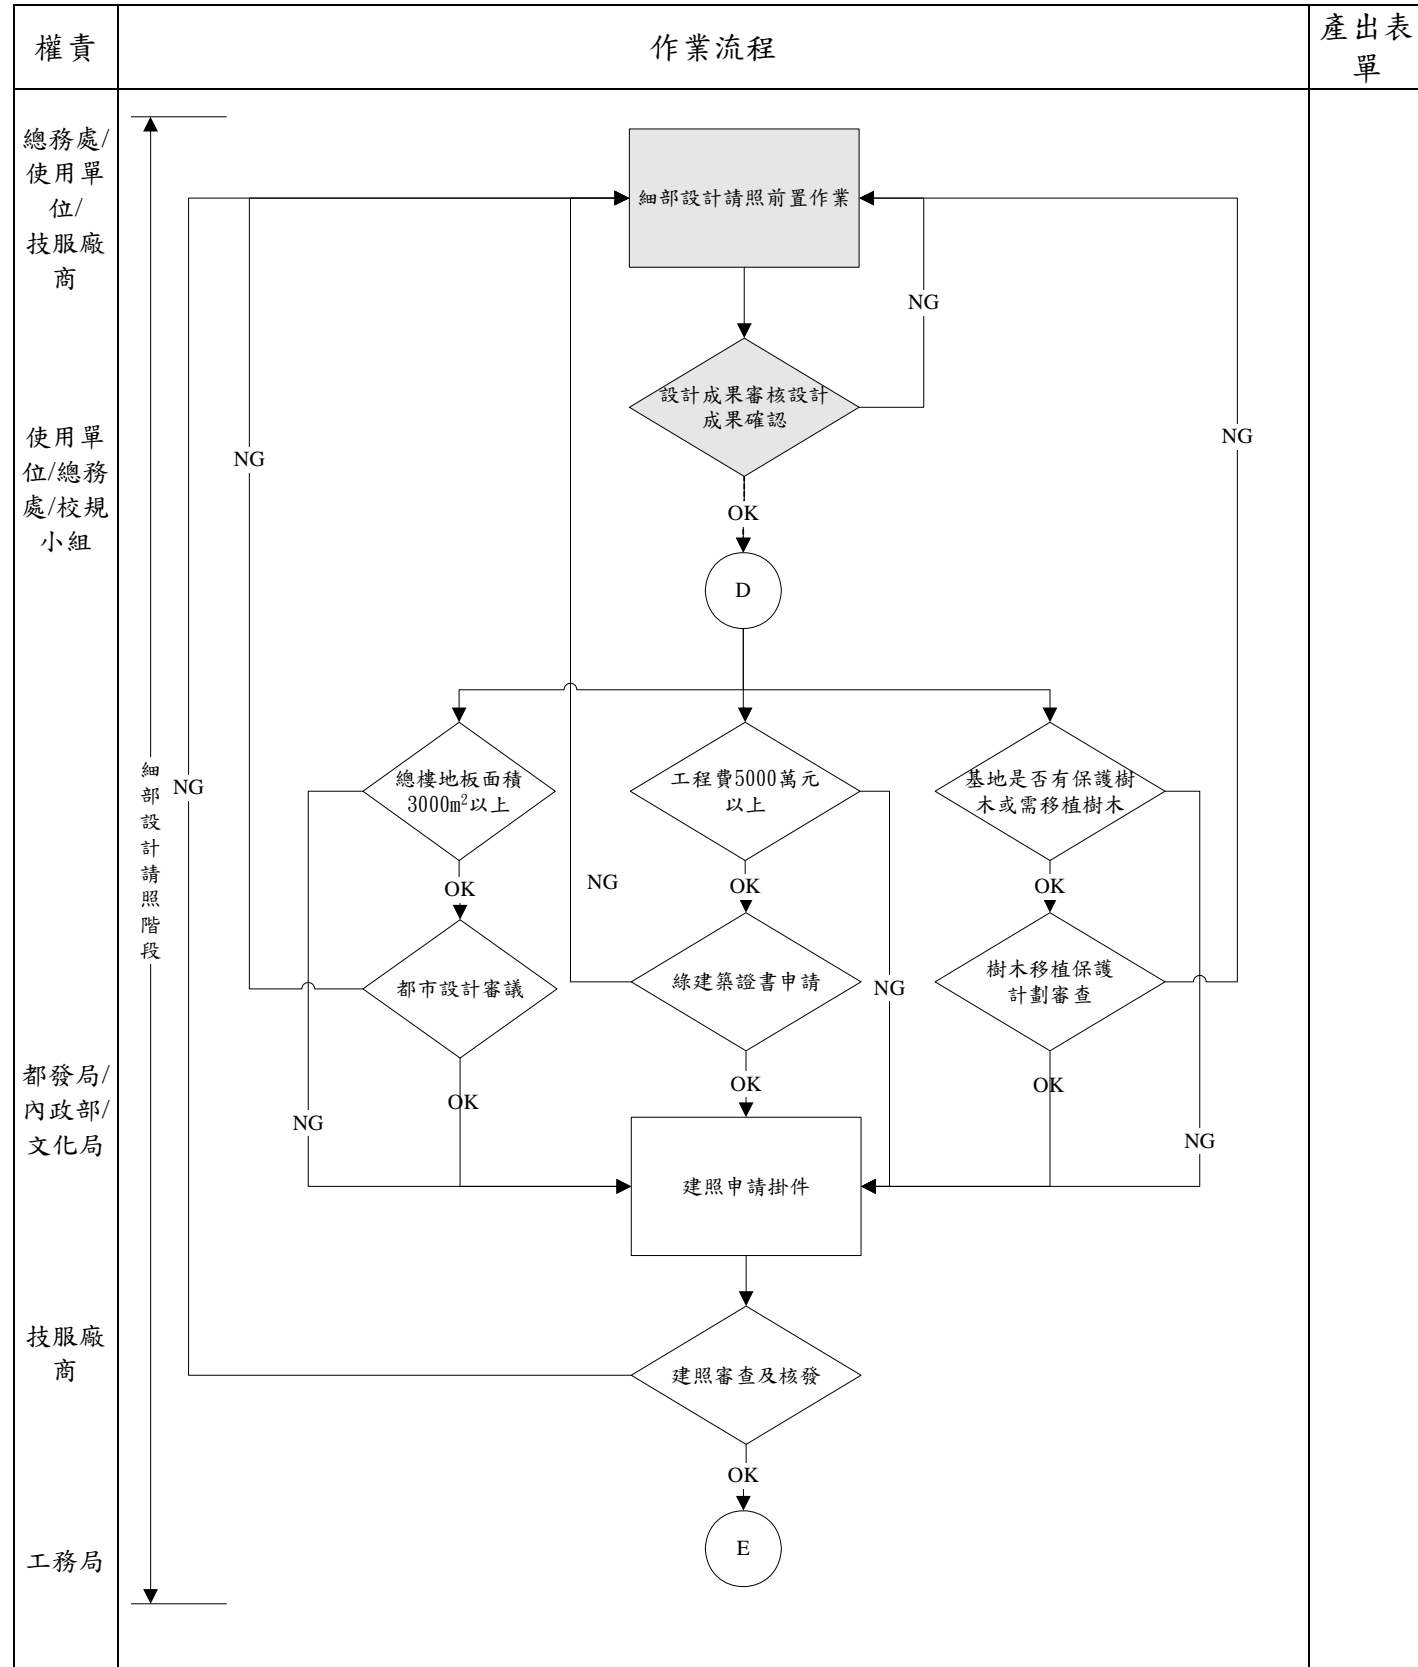 權責
作業流程
產出表
單
總務處/
使用單
位/
技服廠
商
細部設計請照前置作業
NG
設計成果審核設計
成果確認
使用單
位/總務
處/校規
小組
NG
NG
OK
D
細部設計請照階段
NG
總樓地板面積
3000m²以上
工程費5000萬元
以上
基地是否有保護樹
木或需移植樹木
OK
NG
OK
OK
都市設計審議
綠建築證書申請
NG
樹木移植保護
計劃審查
都發局/
內政部/
文化局
OK
OK
OK
NG
NG
建照申請掛件
技服廠
商
建照審查及核發
OK
E
工務局